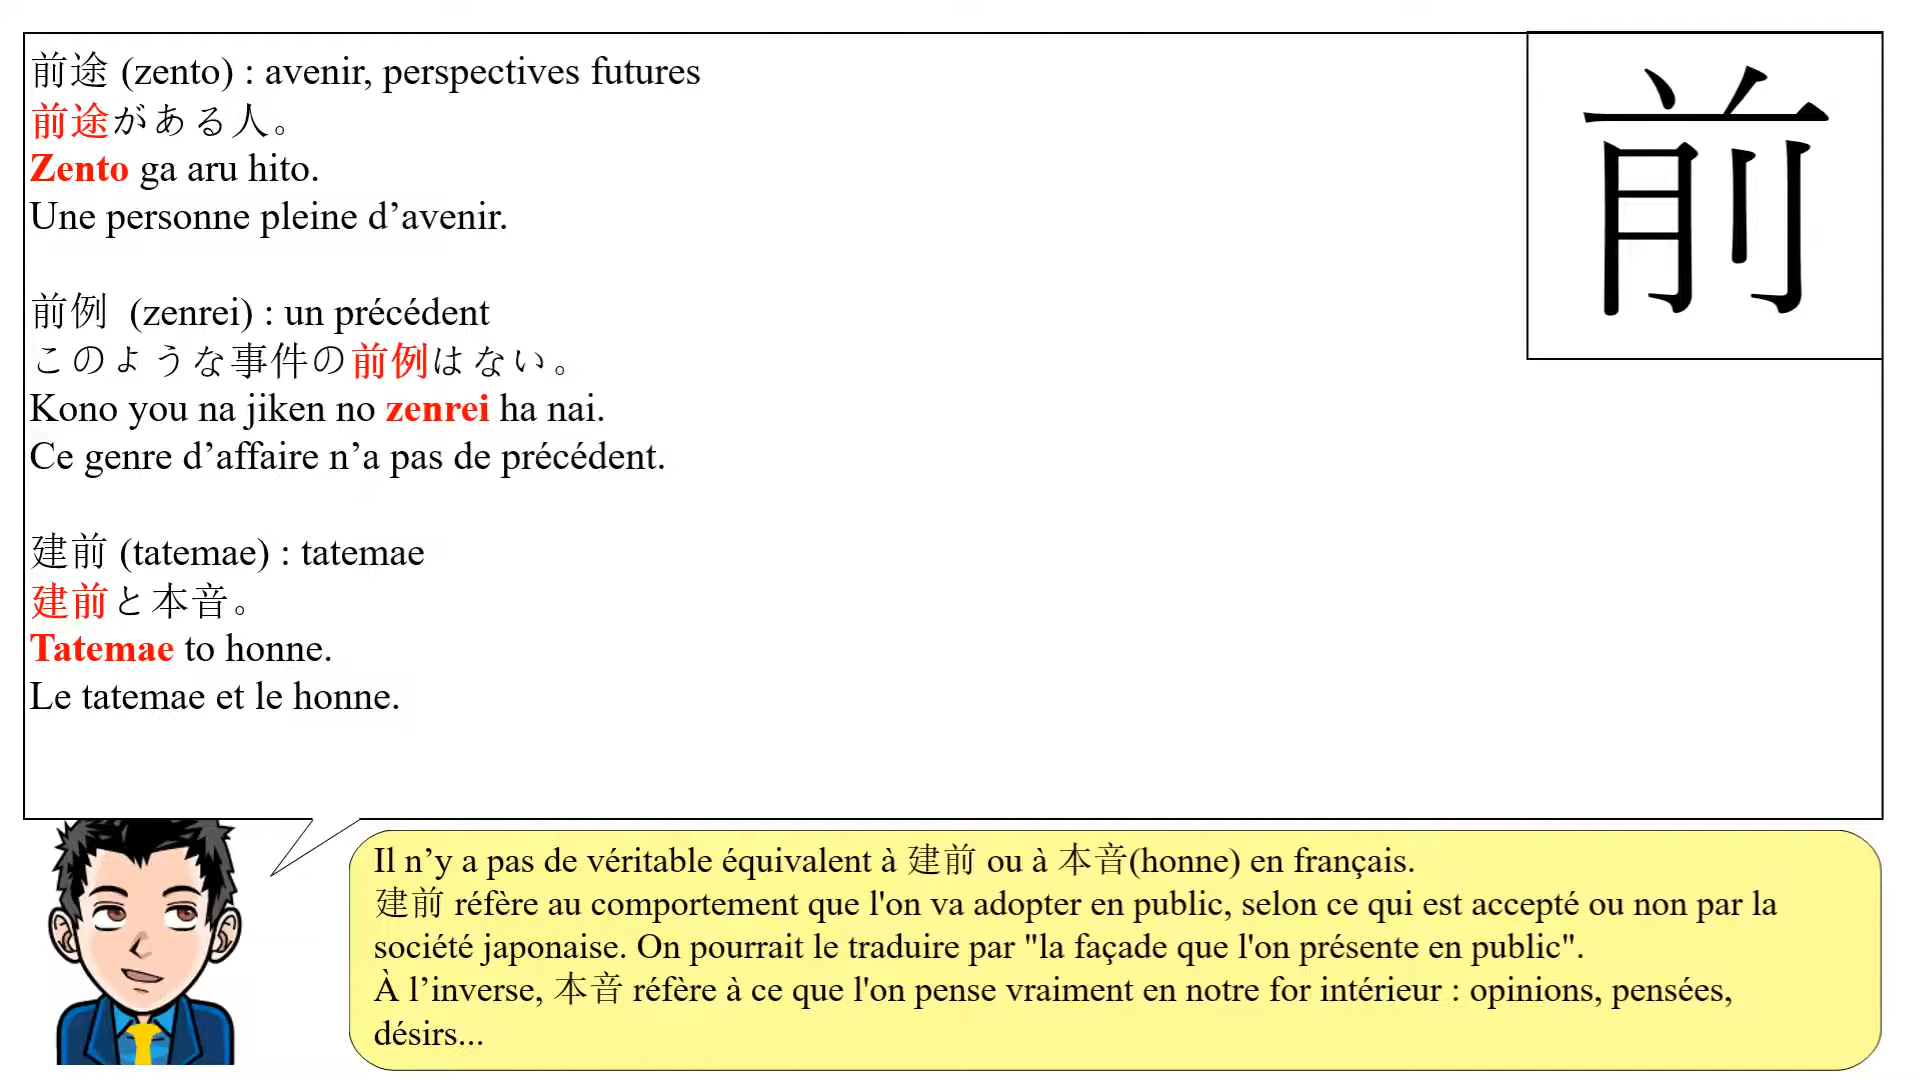 前途 (zento) : avenir, perspectives futures
前途がある人。
Zento ga aru hito.
Une personne pleine d’avenir.
前例 (zenrei) : un précédent
このような事件の前例はない。
Kono you na jiken no zenrei ha nai.
Ce genre d’affaire n’a pas de précédent.
建前 (tatemae) : tatemae
建前と本音。
Tatemae to honne.
Le tatemae et le honne.
前
Il n’y a pas de véritable équivalent à 建前 ou à 本音(honne) en français.
建前 réfère au comportement que l'on va adopter en public, selon ce qui est accepté ou non par la
société japonaise. On pourrait le traduire par "la façade que l'on présente en public".
À l’inverse, 本音 réfère à ce que l'on pense vraiment en notre for intérieur : opinions, pensées,
désirs...